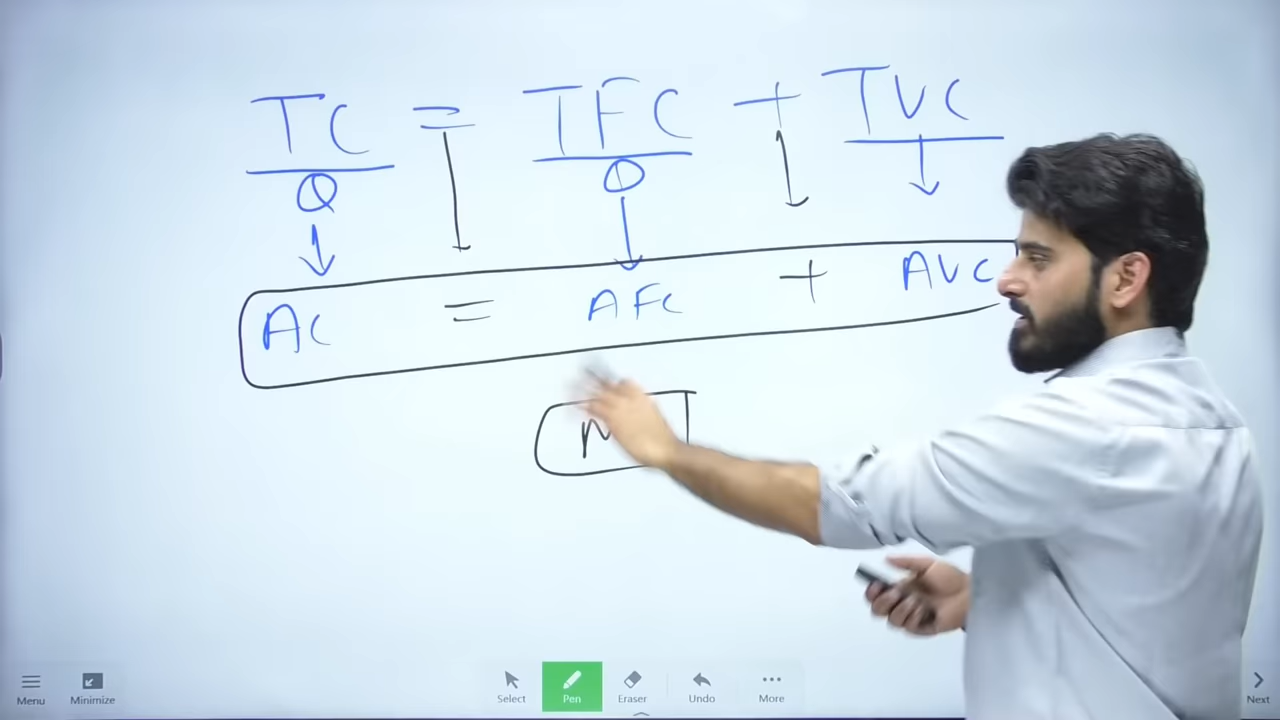 TC = TFC + TVC
Q Q
AC = AFC + AVC
Menu Minimize Select Pen Eraser Undo More Next